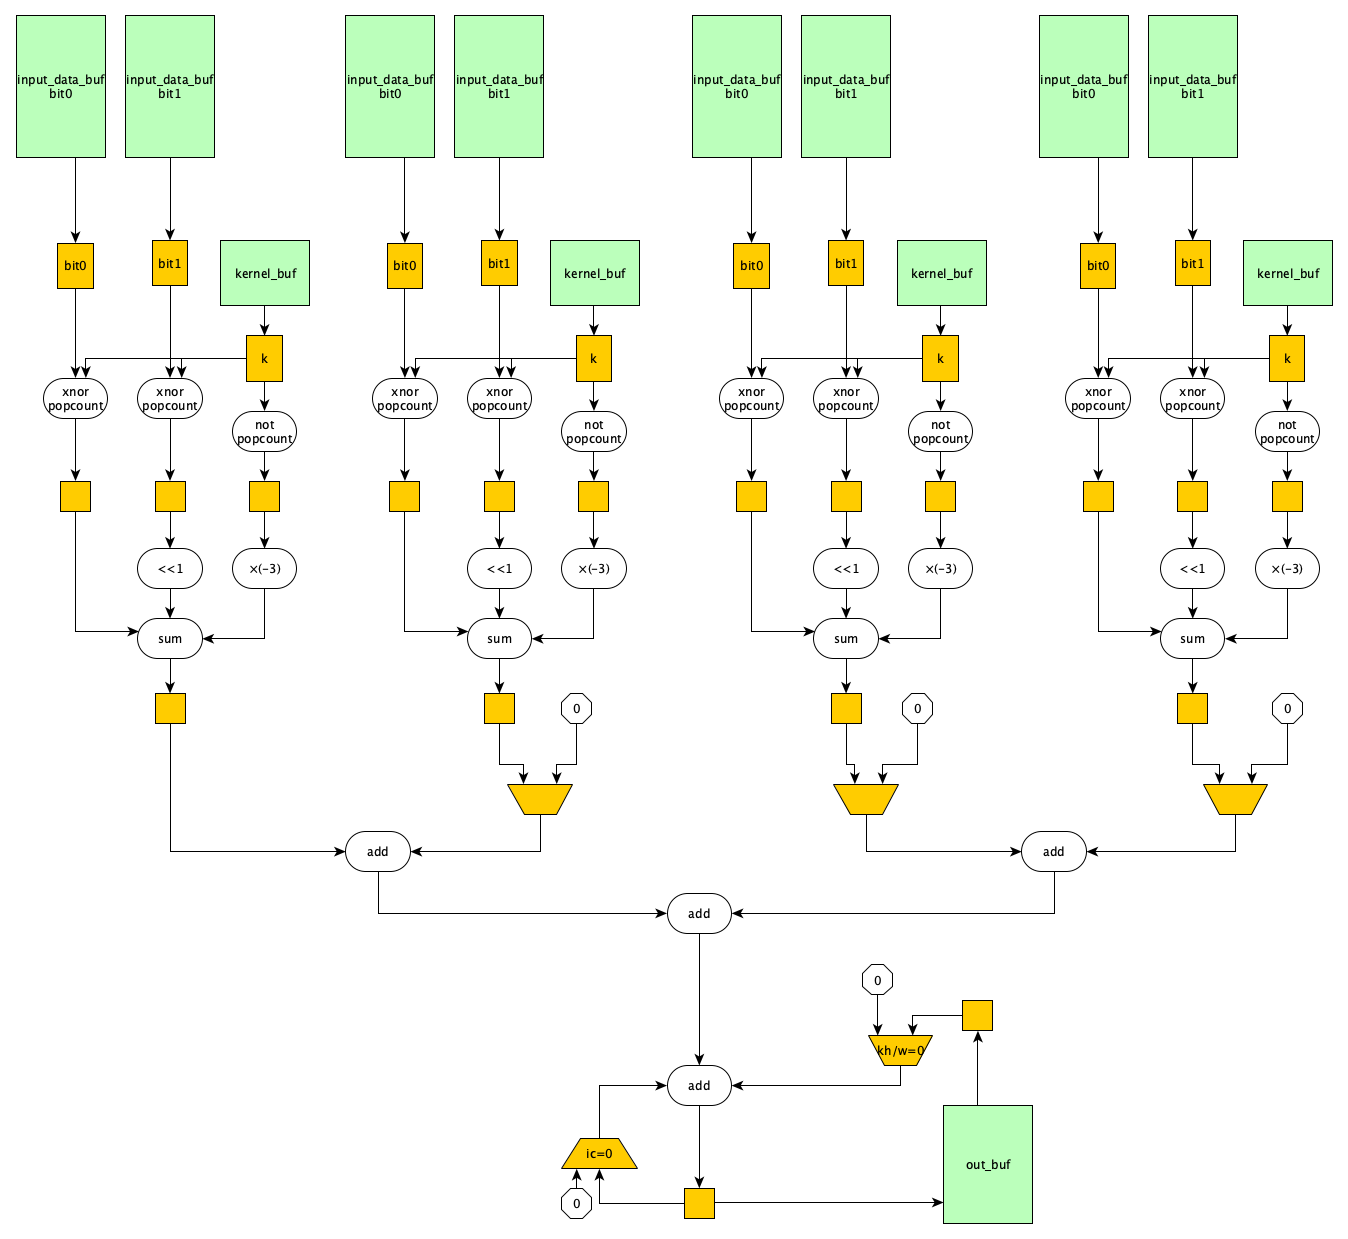 input_data_buf
bit0
input_data_buf
bit1
input_data_buf
bit0
input_data_buf
bit1
input_data_buf
bit0
input_data_buf
bit1
input_data_buf
bit0
input_data_buf
bit1
bit0
bit1
kernel_buf
bit0
bit1
kernel_buf
bit0
bit1
kernel_buf
bit0
bit1
kernel_buf
k
k
k
k
xnor
popcount
xnor
popcount
not
popcount
xnor
popcount
xnor
popcount
not
popcount
xnor
popcount
xnor
popcount
not
popcount
xnor
popcount
xnor
popcount
not
popcount
<<1
×(-3)
<<1
×(-3)
<<1
×(-3)
<<1
×(-3)
sum
sum
sum
sum
0
0
0
add
add
add
0
kh/w=0
add
ic=0
out_buf
0